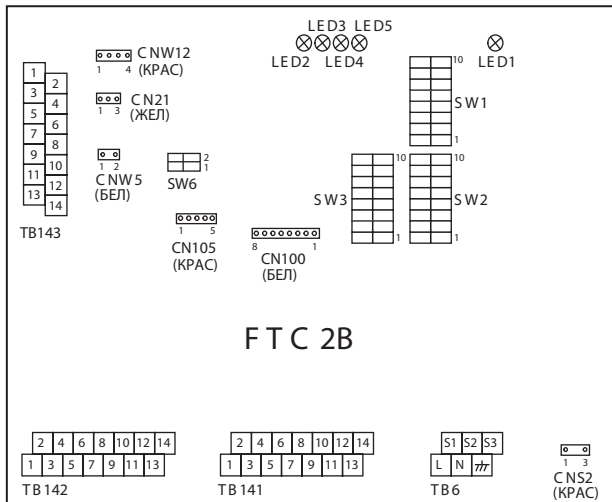 LED3 LED5
LED2 LED4
LED1
CNW12
(КРАС)
1 4
CN21
(ЖЕЛ)
1 3
CNW5
(БЕЛ)
1 2
SW6
2
1
CN105
(КРАС)
1 5
CN100
(БЕЛ)
8 1
SW1
10
1
SW3
10
1
SW2
10
1
1 2
3 4
5 6
7 8
9 10
11 12
13 14
TB143
FTC 2B
2 4 6 8 10 12 14
1 3 5 7 9 11 13
TB142
2 4 6 8 10 12 14
1 3 5 7 9 11 13
TB141
S1 S2 S3
L N
TB6
1 3
CNS2
(КРАС)